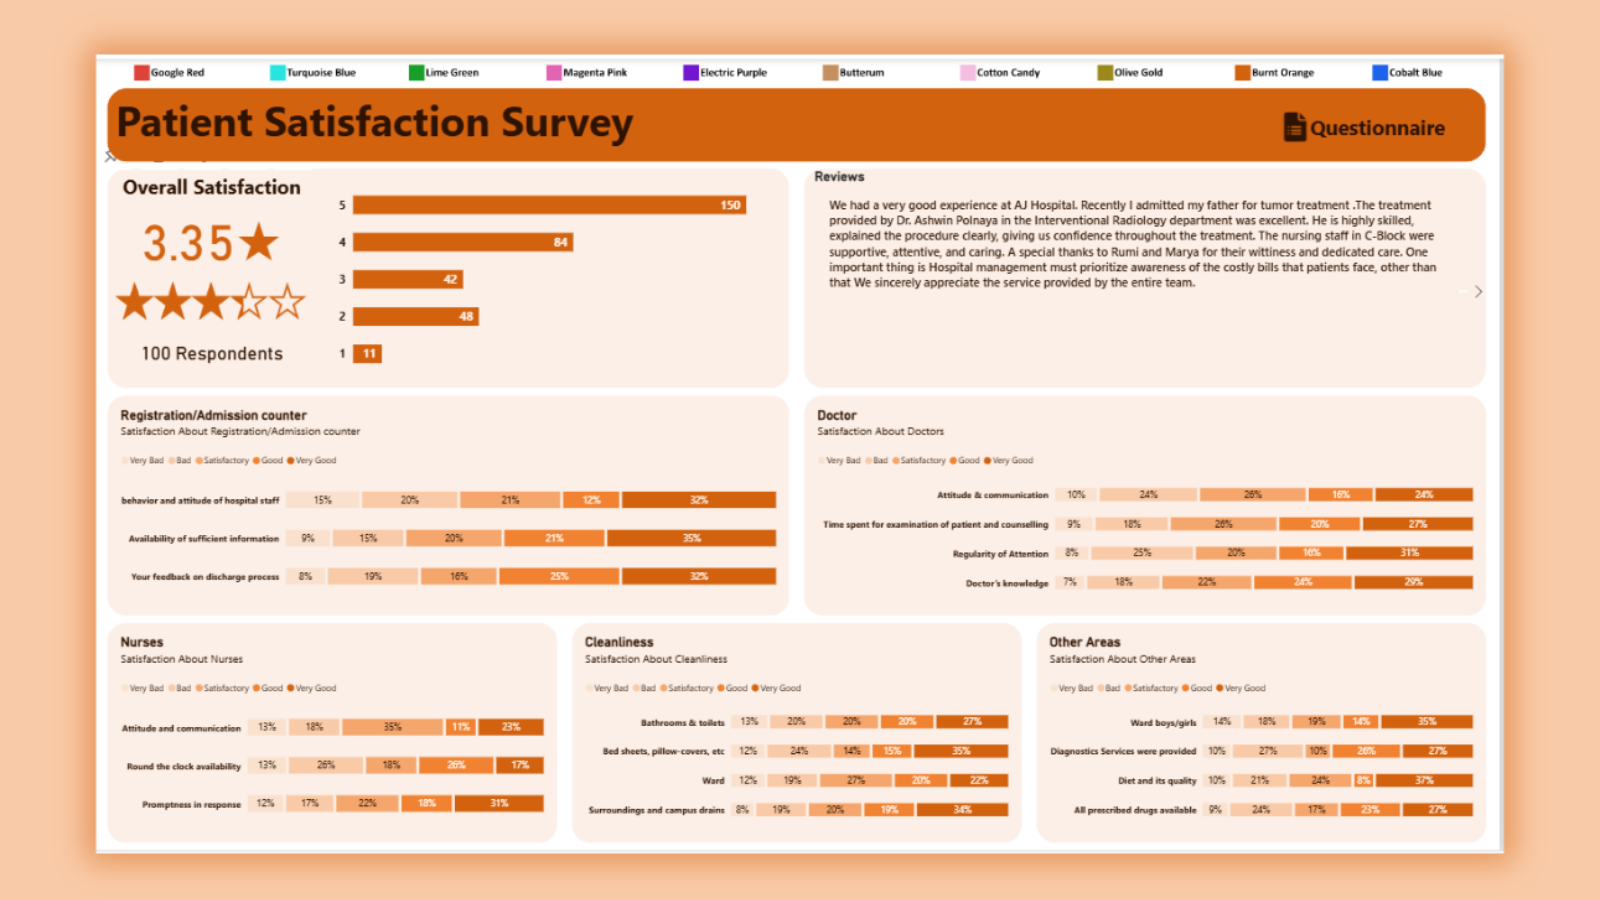 Google Red Turquoise Blue Lime Green Magenta Pink Electric Purple Butterum Cotton Candy Olive Gold Burnt Orange Cobalt Blue
Patient Satisfaction Survey
Questionnaire
Overall Satisfaction
3.35
100 Respondents
5 150
4 84
3 42
2 48
1 11
Reviews
We had a very good experience at AJ Hospital. Recently I admitted my father for tumor treatment .The treatment
provided by Dr. Ashwin Polnaya in the Interventional Radiology department was excellent. He is highly skilled,
explained the procedure clearly, giving us confidence throughout the treatment. The nursing staff in C-Block were
supportive, attentive, and caring. A special thanks to Rumi and Marya for their wittiness and dedicated care. One
important thing is Hospital management must prioritize awareness of the costly bills that patients face, other than
that We sincerely appreciate the service provided by the entire team.
Registration/Admission counter
Satisfaction About Registration/Admission counter
Very Bad Bad Satisfactory Good Very Good
behavior and attitude of hospital staff 15% 20% 21% 12% 32%
Availability of sufficient information 9% 15% 20% 21% 35%
Your feedback on discharge process 8% 19% 16% 25% 32%
Doctor
Satisfaction About Doctors
Very Bad Bad Satisfactory Good Very Good
Attitude & communication 10% 24% 26% 16% 24%
Time spent for examination of patient and counselling 9% 18% 26% 20% 27%
Regularity of Attention 8% 25% 20% 16% 31%
Doctor's knowledge 7% 18% 22% 24% 29%
Nurses
Satisfaction About Nurses
Very Bad Bad Satisfactory Good Very Good
Attitude and communication 13% 18% 35% 11% 23%
Round the clock availability 13% 26% 18% 26% 17%
Promptness in response 12% 17% 22% 18% 31%
Cleanliness
Satisfaction About Cleanliness
Very Bad Bad Satisfactory Good Very Good
Bathrooms & toilets 13% 20% 20% 20% 27%
Bed sheets, pillow-covers, etc 12% 24% 14% 15% 35%
Ward 12% 19% 27% 20% 22%
Surroundings and campus drains 8% 19% 20% 19% 34%
Other Areas
Satisfaction About Other Areas
Very Bad Bad Satisfactory Good Very Good
Ward boys/girls 14% 18% 19% 14% 35%
Diagnostics Services were provided 10% 27% 10% 26% 27%
Diet and its quality 10% 21% 24% 8% 37%
All prescribed drugs available 9% 24% 17% 23% 27%